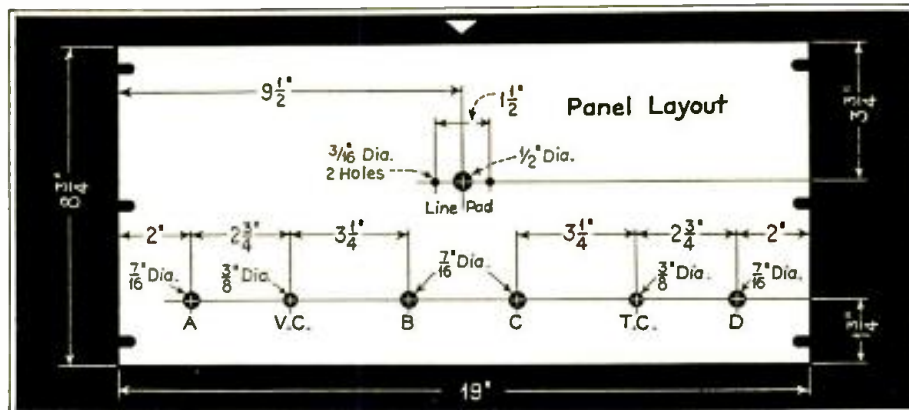 Panel Layout
9 1/2"
1 1/2"
3 3/4"
3/16" Dia.
2 Holes
1/2" Dia.
Line Pad
8 3/4"
2" 2 3/4" 3 1/4" 3 1/4" 2 3/4" 2"
7/16" Dia. 3/8" Dia. 7/16" Dia. 3/8" Dia. 7/16" Dia.
A V.C. B C T.C. D
1 3/4"
19"